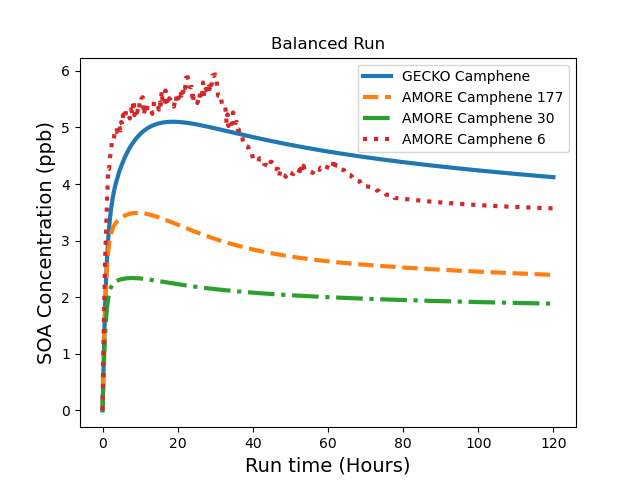 Balanced Run
GECKO Camphene
AMORE Camphene 177
AMORE Camphene 30
AMORE Camphene 6
SOA Concentration (ppb)
6
5
4
3
2
1
0
0 20 40 60 80 100 120
Run time (Hours)